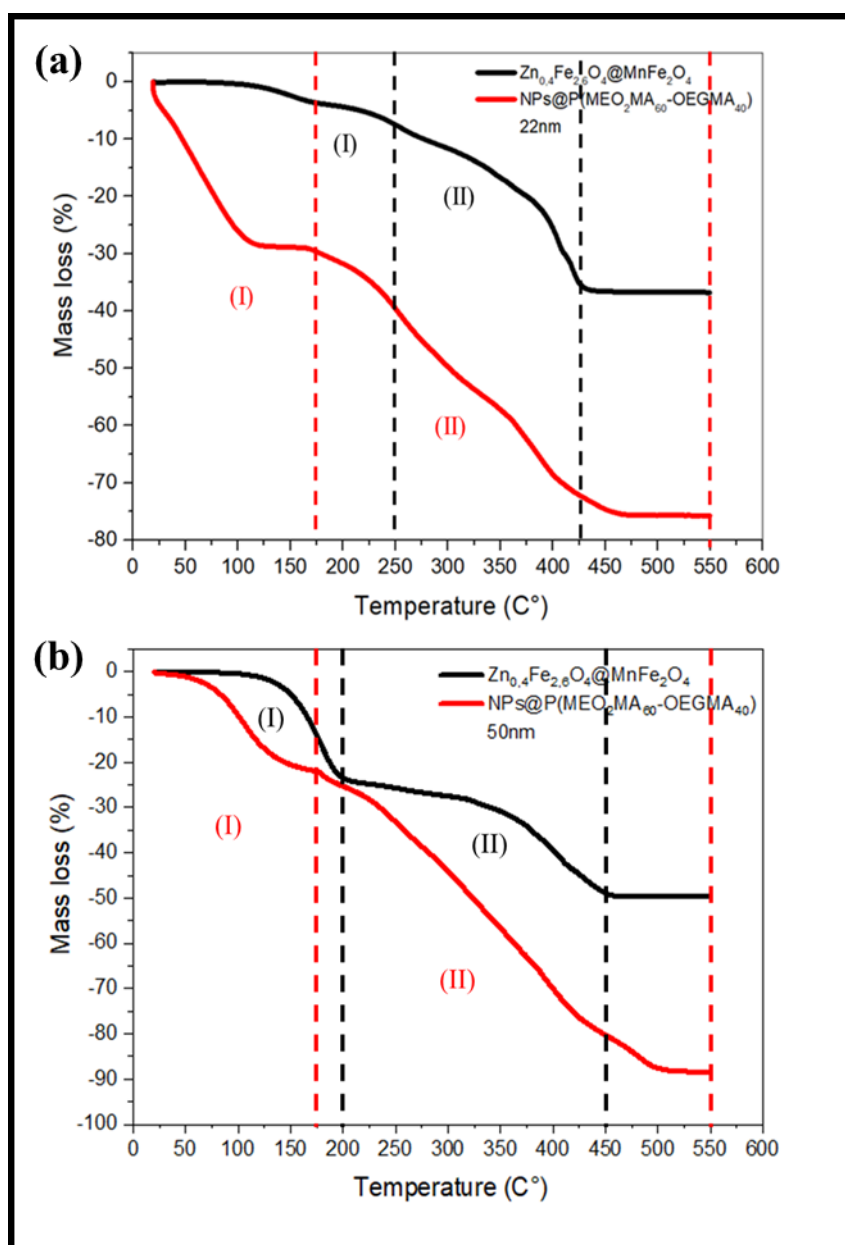 (a)
Zn0,4Fe2,6O4@MnFe2O4
NPs@P(MEO2MA60-OEGMA40)
22nm
(I)
(II)
(I)
(II)
Mass loss (%)
0
-10
-20
-30
-40
-50
-60
-70
-80
0 50 100 150 200 250 300 350 400 450 500 550 600
Temperature (C°)
(b)
Zn0,4Fe2,6O4@MnFe2O4
NPs@P(MEO2MA60-OEGMA40)
50nm
(I)
(I)
(II)
(II)
Mass loss (%)
0
-10
-20
-30
-40
-50
-60
-70
-80
-90
-100
0 50 100 150 200 250 300 350 400 450 500 550 600
Temperature (C°)